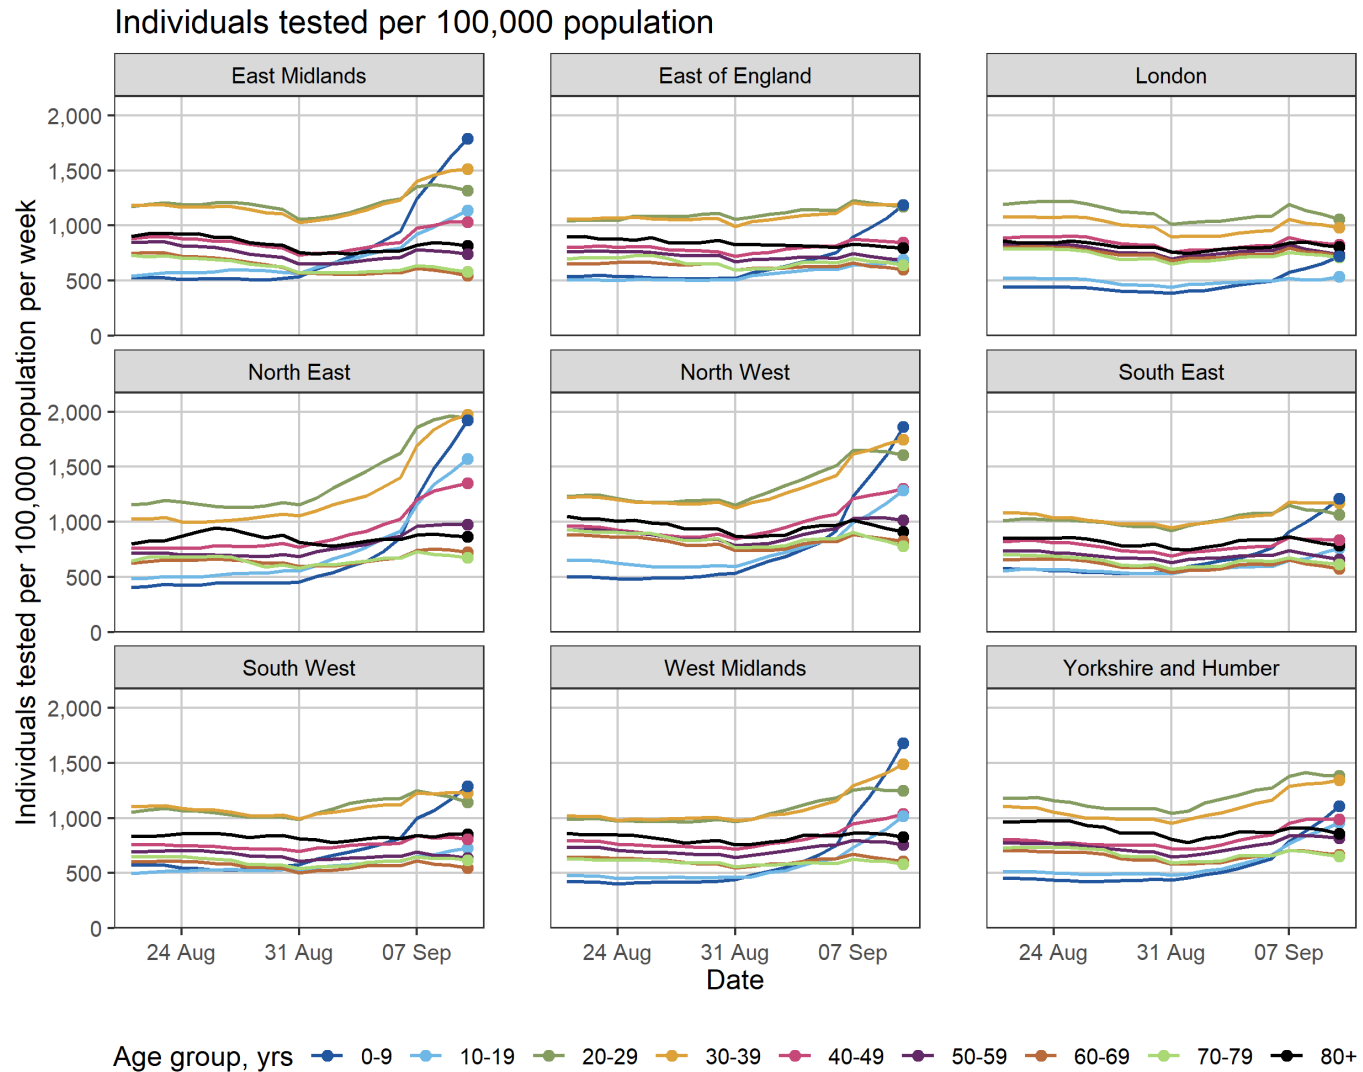 Individuals tested per 100,000 population
East Midlands East of England London
2,000
1,500
1,000
500
0
North East North West South East
2,000
1,500
1,000
500
0
South West West Midlands Yorkshire and Humber
2,000
1,500
1,000
500
0
Individuals tested per 100,000 population per week
24 Aug 31 Aug 07 Sep 24 Aug 31 Aug 07 Sep 24 Aug 31 Aug 07 Sep
Date
Age group, yrs 0-9 10-19 20-29 30-39 40-49 50-59 60-69 70-79 80+